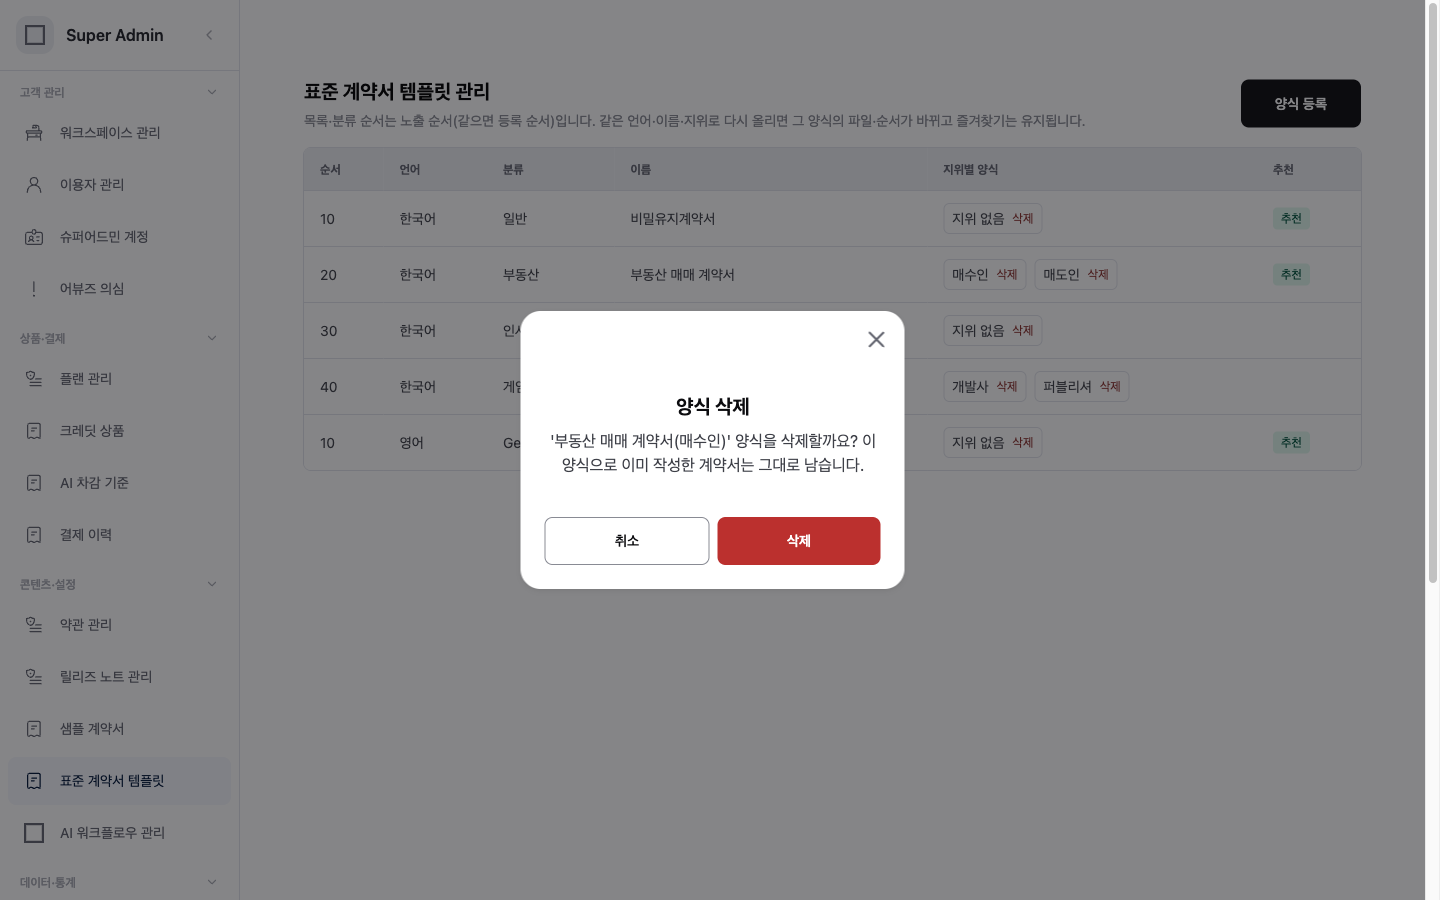 Super Admin
고객 관리
워크스페이스 관리
이용자 관리
슈퍼어드민 계정
어뷰즈 의심
상품·결제
플랜 관리
크레딧 상품
AI 차감 기준
결제 이력
콘텐츠·설정
약관 관리
릴리즈 노트 관리
샘플 계약서
표준 계약서 템플릿
AI 워크플로우 관리
데이터·통계
표준 계약서 템플릿 관리
목록·분류 순서는 노출 순서(같으면 등록 순서)입니다. 같은 언어·이름·지위로 다시 올리면 그 양식의 파일·순서가 바뀌고 즐겨찾기는 유지됩니다.
양식 등록
순서 언어 분류 이름 지위별 양식 추천
10 한국어 일반 비밀유지계약서 지위 없음 삭제 추천
20 한국어 부동산 부동산 매매 계약서 매수인 삭제 매도인 삭제 추천
30 한국어 지위 없음 삭제
40 한국어 개발사 삭제 퍼블리셔 삭제
10 영어 Ge 지위 없음 삭제 추천
양식 삭제
'부동산 매매 계약서(매수인)' 양식을 삭제할까요? 이
양식으로 이미 작성한 계약서는 그대로 남습니다.
취소 삭제